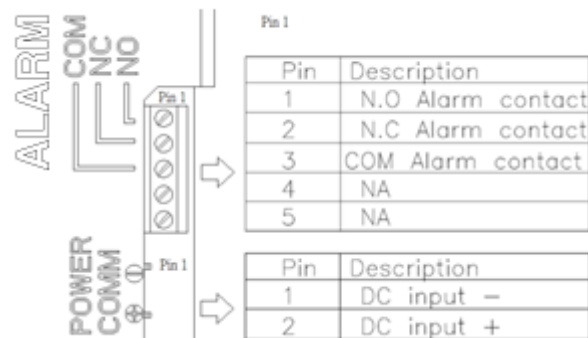 Pin 1
ALARM
COM
NC
NO
Pin 1
Pin Description
1 N.O Alarm contact
2 N.C Alarm contact
3 COM Alarm contact
4 NA
5 NA
POWER
COMM
Pin 1
Pin Description
1 DC input -
2 DC input +